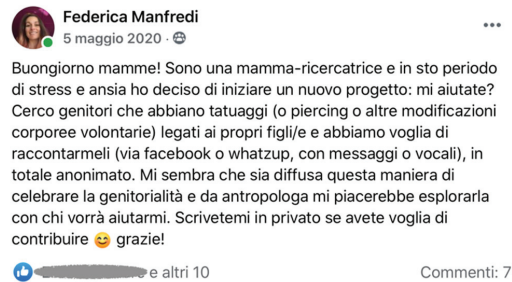 Federica Manfredi
5 maggio 2020 ·
Buongiorno mamme! Sono una mamma-ricercatrice e in sto periodo
di stress e ansia ho deciso di iniziare un nuovo progetto: mi aiutate?
Cerco genitori che abbiano tatuaggi (o piercing o altre modificazioni
corporee volontarie) legati ai propri figli/e e abbiamo voglia di
raccontarmeli (via facebook o whatzup, con messaggi o vocali), in
totale anonimato. Mi sembra che sia diffusa questa maniera di
celebrare la genitorialità e da antropologa mi piacerebbe esplorarla
con chi vorrà aiutarmi. Scrivetemi in privato se avete voglia di
contribuire 😊 grazie!
e altri 10 Commenti: 7